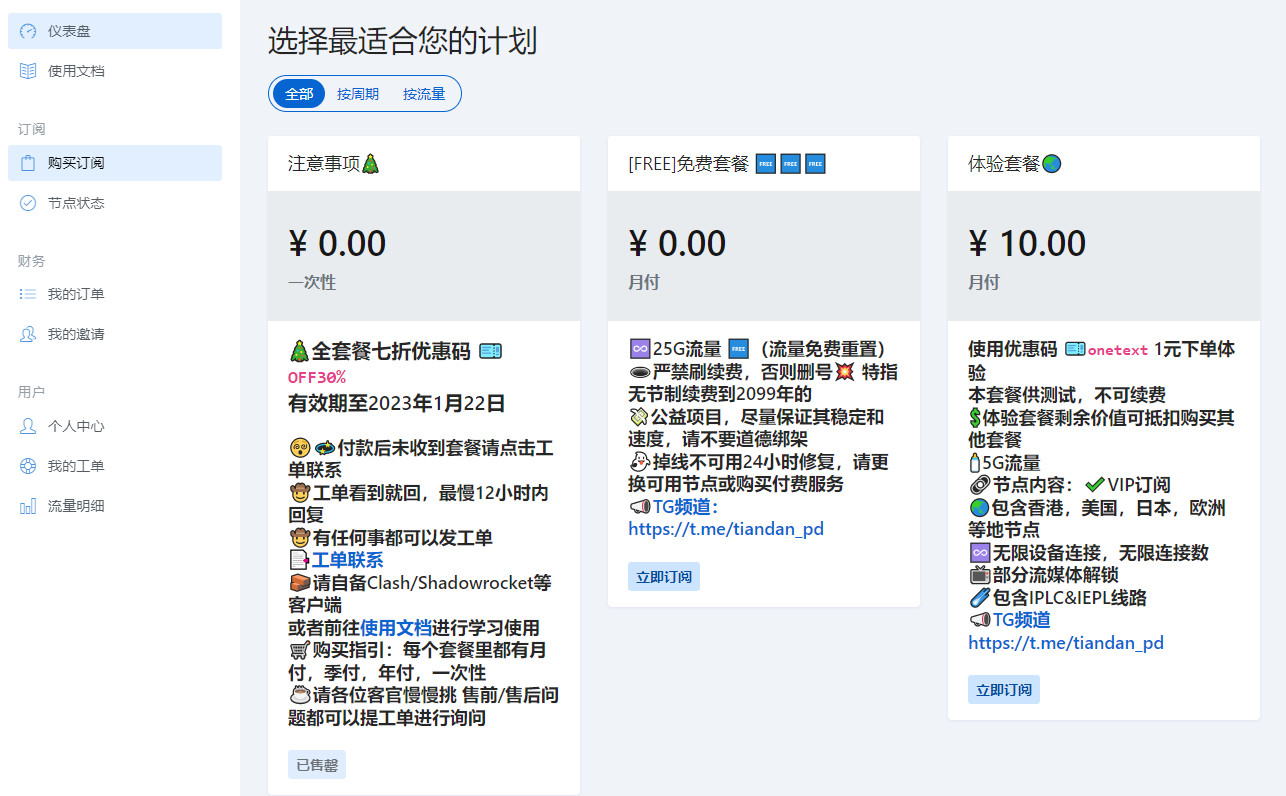 仪表盘
使用文档
订阅
购买订阅
节点状态
财务
我的订单
我的邀请
用户
个人中心
我的工单
流量明细
选择最适合您的计划
全部
按周期
按流量
注意事项🎄
¥ 0.00
一次性
🎄全套餐七折优惠码 🎫
OFF30%
有效期至2023年1月22日
😵‍💫🪺付款后未收到套餐请点击工
单联系
🤠工单看到就回，最慢12小时内
回复
🤠有任何事都可以发工单
📑工单联系
🧱请自备Clash/Shadowrocket等
客户端
或者前往使用文档进行学习使用
🛒购买指引：每个套餐里都有月
付，季付，年付，一次性
☕请各位客官慢慢挑 售前/售后问
题都可以提工单进行询问
已售罄
[FREE]免费套餐 🆓🆓🆓
¥ 0.00
月付
♾️25G流量 🆓（流量免费重置）
🕳️严禁刷续费，否则删号💥 特指
无节制续费到2099年的
💸公益项目，尽量保证其稳定和
速度，请不要道德绑架
👻掉线不可用24小时修复，请更
换可用节点或购买付费服务
📢TG频道：
https://t.me/tiandan_pd
立即订阅
体验套餐🌏
¥ 10.00
月付
使用优惠码 🎫onetext 1元下单体
验
本套餐供测试，不可续费
💲体验套餐剩余价值可抵扣购买其
他套餐
🍼5G流量
🔗节点内容： ✔️VIP订阅
🌏包含香港，美国，日本，欧洲
等地节点
♾️无限设备连接，无限连接数
📺部分流媒体解锁
🧪包含IPLC&IEPL线路
📢TG频道
https://t.me/tiandan_pd
立即订阅